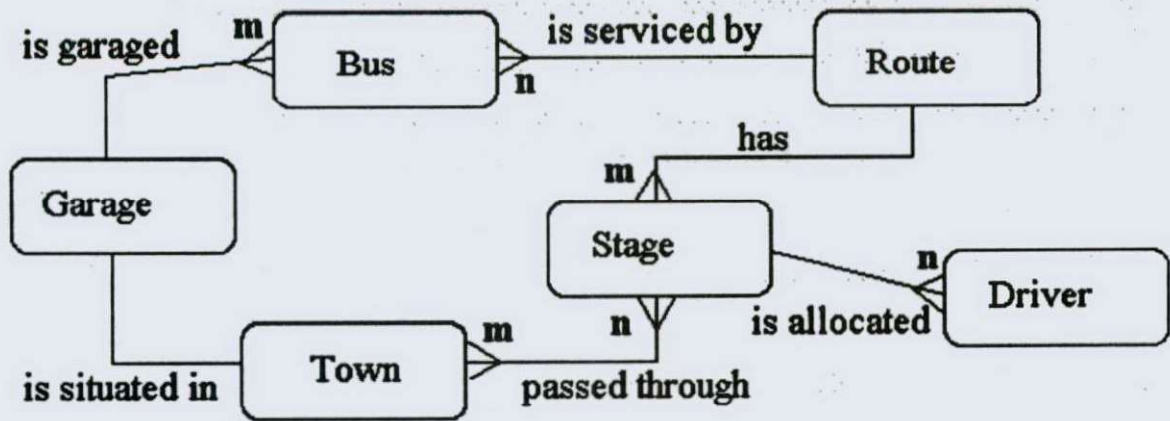 is garaged
m
Bus
n
is serviced by
Route
has
m
Garage
Stage
n
Driver
n
is allocated
m
Town
is situated in
passed through